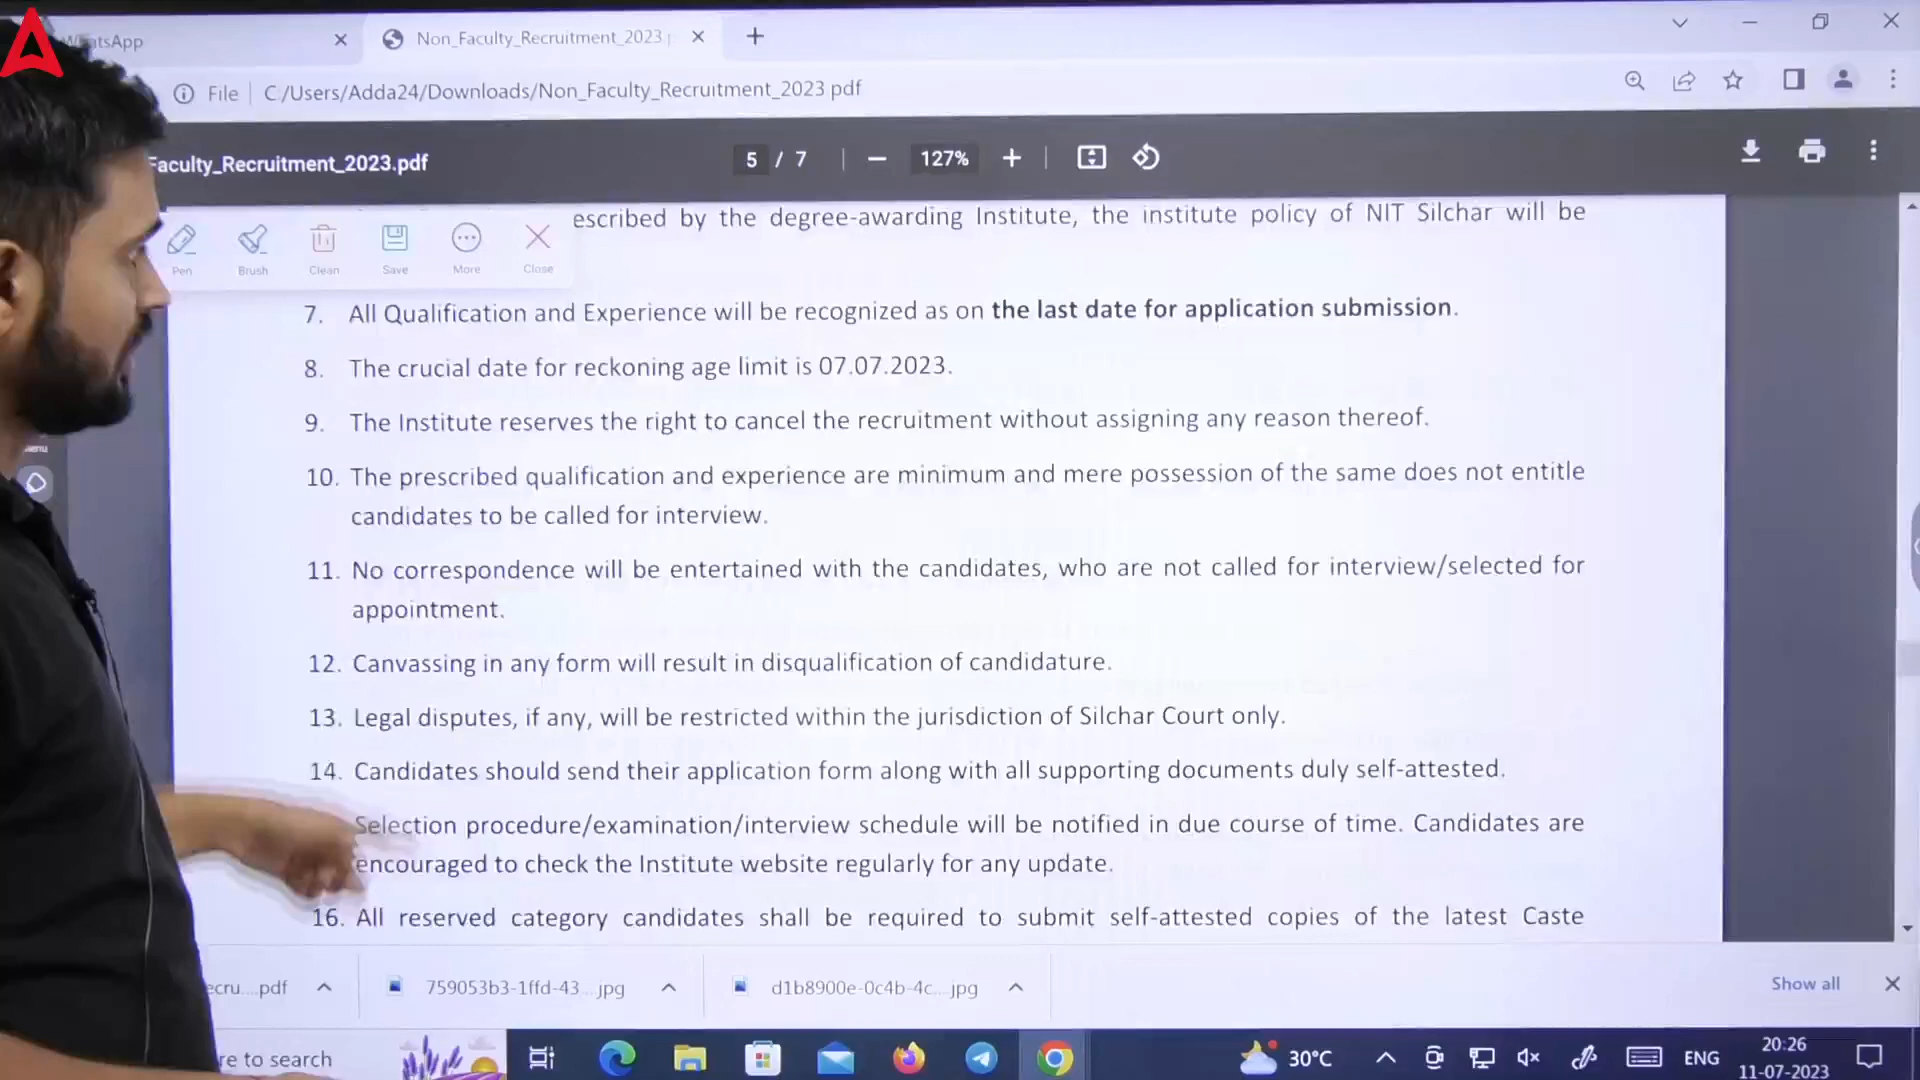 WhatsApp
Non_Faculty_Recruitment_2023
File
C:/Users/Adda24/Downloads/Non_Faculty_Recruitment_2023.pdf
Faculty_Recruitment_2023.pdf
5 / 7
127%
Pen
Brush
Clean
Save
More
Close
escribed by the degree-awarding Institute, the institute policy of NIT Silchar will be
7. All Qualification and Experience will be recognized as on the last date for application submission.
8. The crucial date for reckoning age limit is 07.07.2023.
9. The Institute reserves the right to cancel the recruitment without assigning any reason thereof.
10. The prescribed qualification and experience are minimum and mere possession of the same does not entitle
candidates to be called for interview.
11. No correspondence will be entertained with the candidates, who are not called for interview/selected for
appointment.
12. Canvassing in any form will result in disqualification of candidature.
13. Legal disputes, if any, will be restricted within the jurisdiction of Silchar Court only.
14. Candidates should send their application form along with all supporting documents duly self-attested.
Selection procedure/examination/interview schedule will be notified in due course of time. Candidates are
encouraged to check the Institute website regularly for any update.
16. All reserved category candidates shall be required to submit self-attested copies of the latest Caste
Menu
ecru....pdf
759053b3-1ffd-43...jpg
d1b8900e-0c4b-4c...jpg
Show all
re to search
30°C
ENG
20:26
11-07-2023